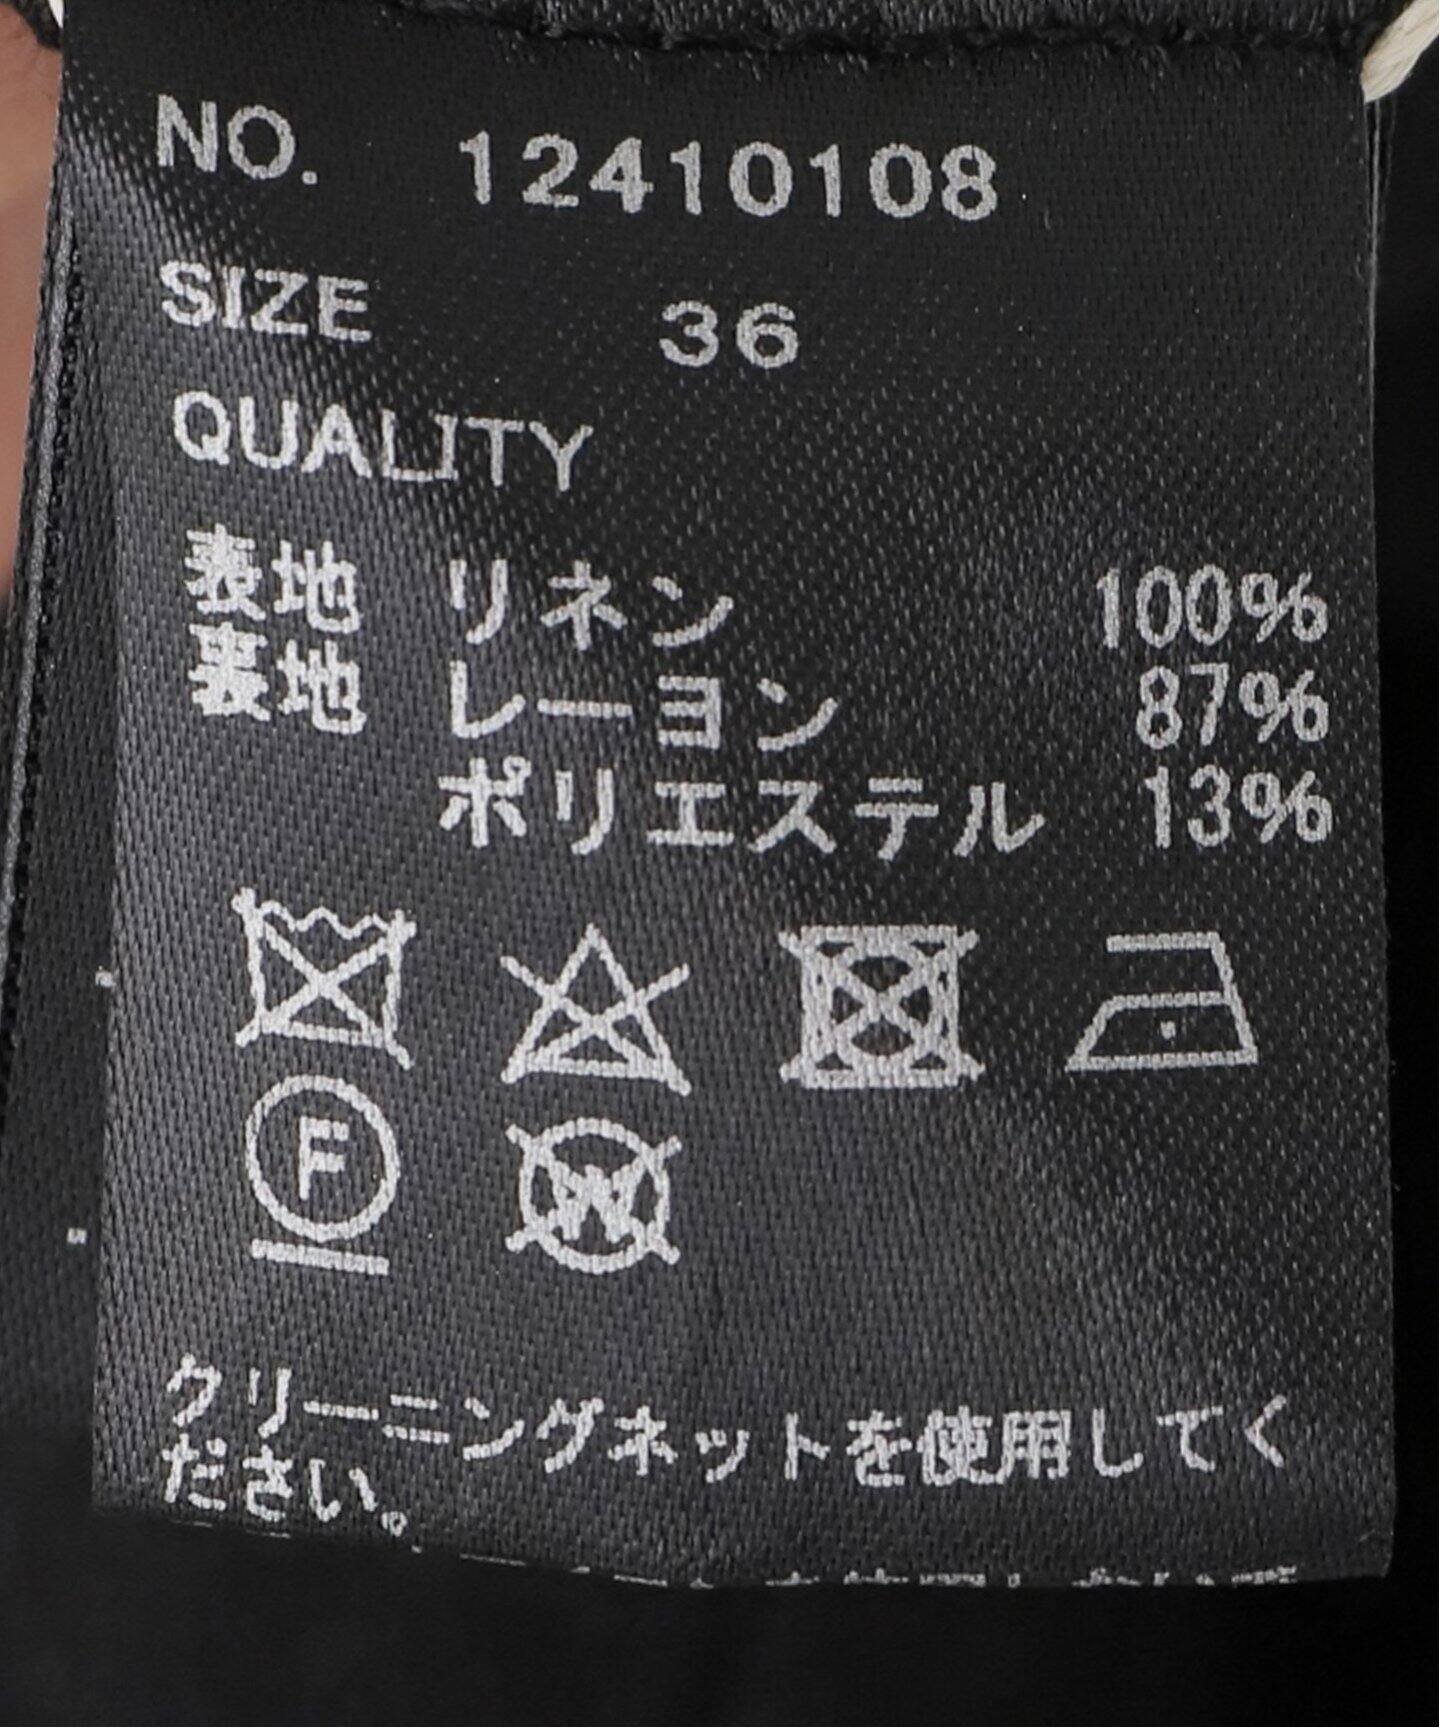 NO. 12410108
SIZE 36
QUALITY
表地 リネン 100%
裏地 レーヨン 87%
ポリエステル 13%
F
W
クリーニングネットを使用してく
ださい。